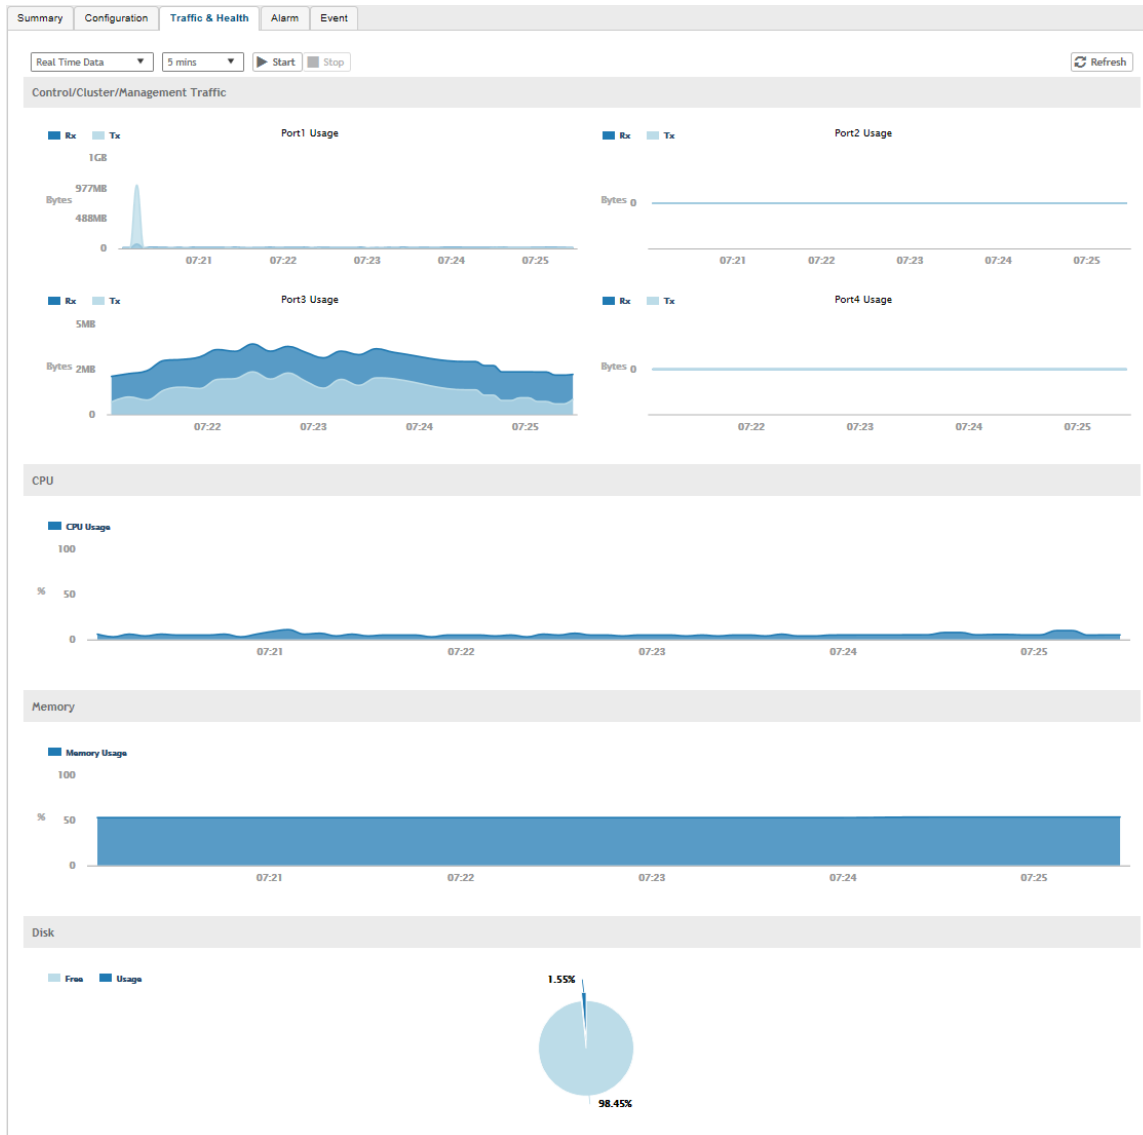 Summary Configuration Traffic & Health Alarm Event
Real Time Data 5 mins Start Stop Refresh
Control/Cluster/Management Traffic
Rx Tx Port1 Usage
1GB
977MB
Bytes
488MB
0
07:21 07:22 07:23 07:24 07:25
Rx Tx Port2 Usage
Bytes 0
07:21 07:22 07:23 07:24 07:25
Rx Tx Port3 Usage
5MB
Bytes 2MB
0
07:22 07:23 07:24 07:25
Rx Tx Port4 Usage
Bytes 0
07:22 07:23 07:24 07:25
CPU
CPU Usage
100
% 50
0
07:21 07:22 07:23 07:24 07:25
Memory
Memory Usage
100
% 50
0
07:21 07:22 07:23 07:24 07:25
Disk
Free Usage
1.55%
98.45%